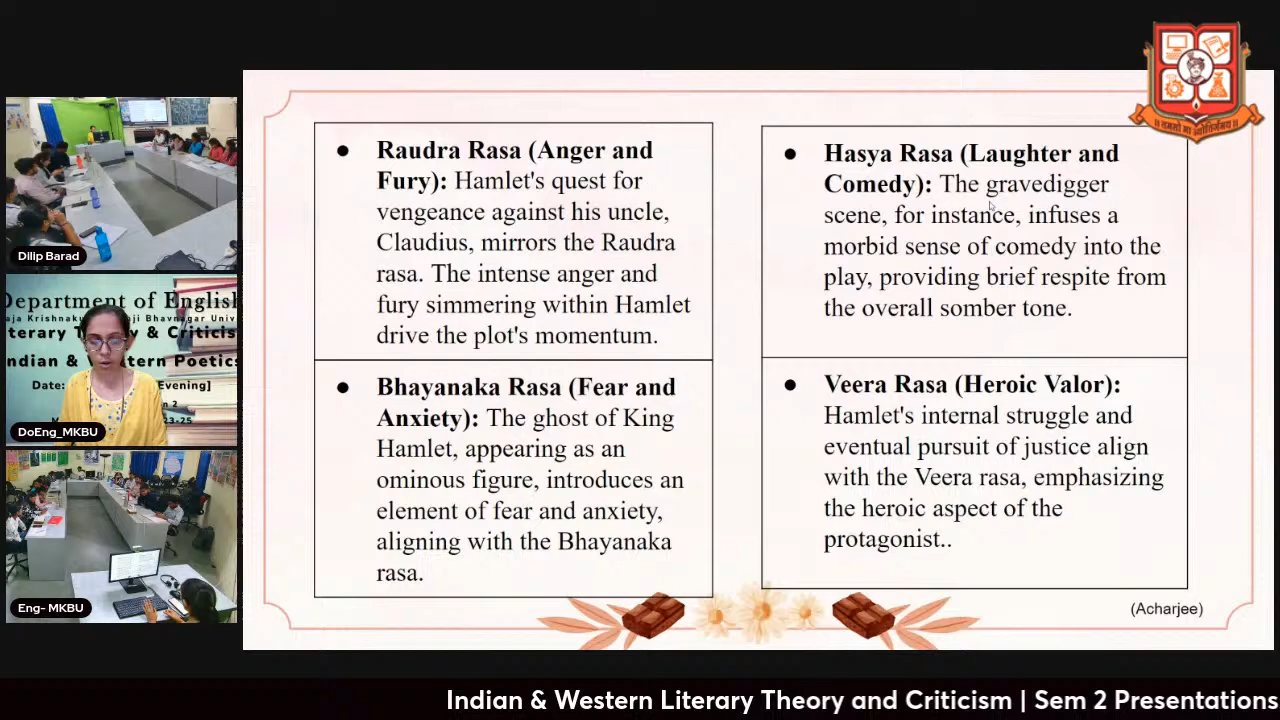 Dilip Barad
Department of English
Date:
Evening]
DoEng_MKBU
Eng- MKBU
● Raudra Rasa (Anger and
Fury): Hamlet's quest for
vengeance against his uncle,
Claudius, mirrors the Raudra
rasa. The intense anger and
fury simmering within Hamlet
drive the plot's momentum.
● Bhayanaka Rasa (Fear and
Anxiety): The ghost of King
Hamlet, appearing as an
ominous figure, introduces an
element of fear and anxiety,
aligning with the Bhayanaka
rasa.
● Hasya Rasa (Laughter and
Comedy): The gravedigger
scene, for instance, infuses a
morbid sense of comedy into the
play, providing brief respite from
the overall somber tone.
● Veera Rasa (Heroic Valor):
Hamlet's internal struggle and
eventual pursuit of justice align
with the Veera rasa, emphasizing
the heroic aspect of the
protagonist..
(Acharjee)
Indian & Western Literary Theory and Criticism | Sem 2 Presentations